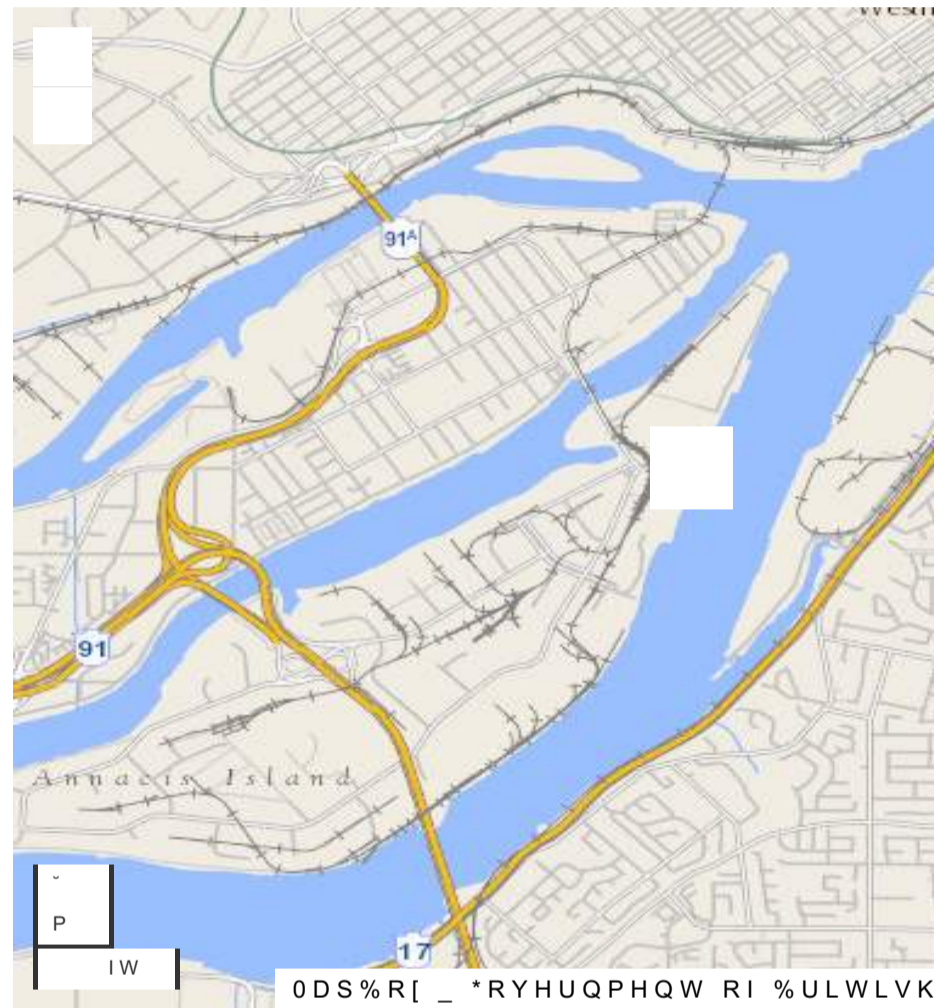 91ᴬ
91
Annacis Island
˘
P
IW
17
0DS%R[ _ *RYHUQPHQW RI %ULWLVK